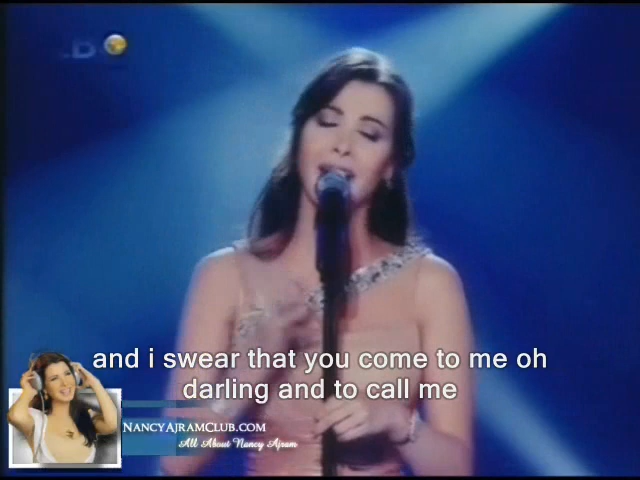 and i swear that you come to me oh
darling and to call me
NANCYAJRAMCLUB.COM
All About Nancy Ajram